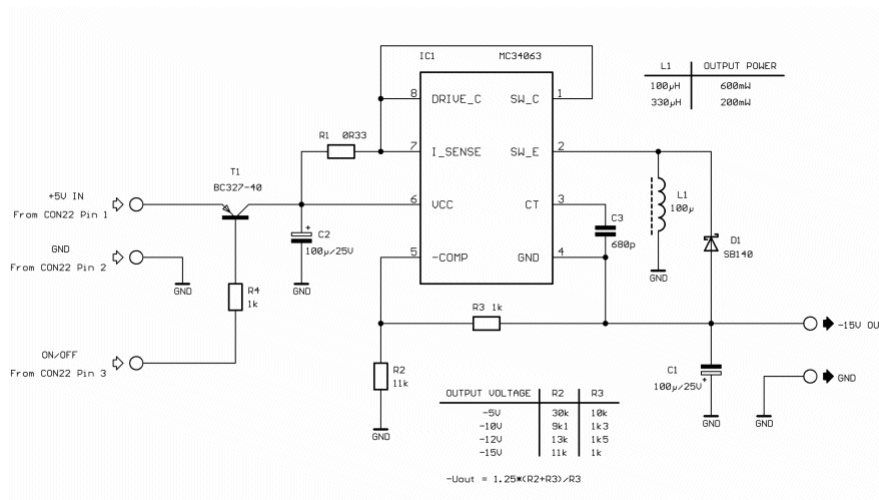 IC1 MC34063
L1 OUTPUT POWER
100µH 600mW
330µH 200mW
8 DRIVE_C SW_C 1
R1 0R33
7 I_SENSE SW_E 2
T1
BC327-40
+5V IN
From CON22 Pin 1
6 VCC CT 3
L1
100µ
C3
680p
C2
100µ/25V
+
D1
SB140
GND
From CON22 Pin 2
5 -COMP GND 4
GND
GND
GND
R4
1k
R3 1k
-15V OU
ON/OFF
From CON22 Pin 3
R2
11k
C1
100µ/25V
+
GND
OUTPUT VOLTAGE R2 R3
-5V 30k 10k
-10V 9k1 1k3
-12V 13k 1k5
-15V 11k 1k
GND
GND
GND
-Uout = 1.25*(R2+R3)/R3